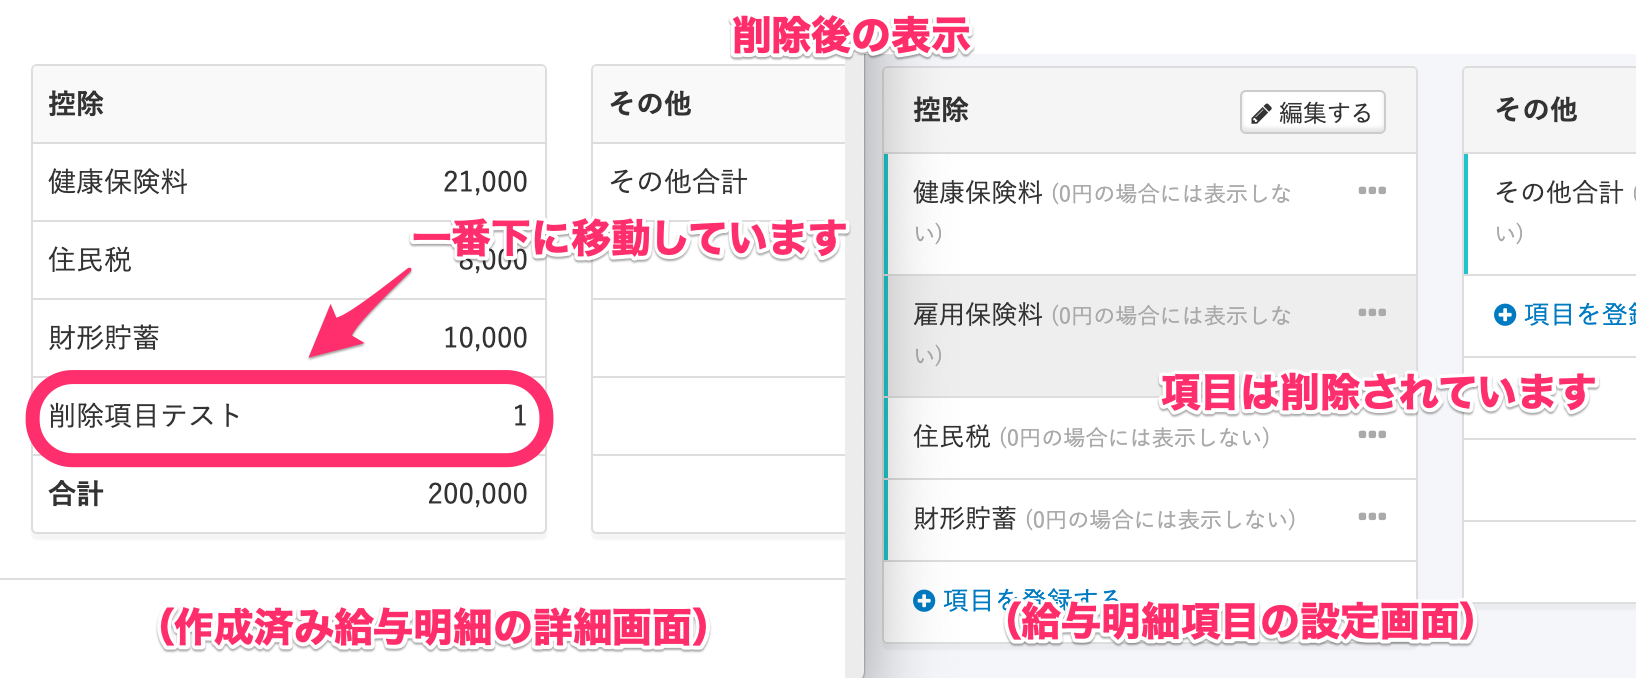 削除後の表示
控除
健康保険料 21,000
住民税 8,000
財形貯蓄 10,000
削除項目テスト 1
合計 200,000
その他
その他合計
一番下に移動しています
(作成済み給与明細の詳細画面)
控除 編集する
健康保険料 (0円の場合には表示しな
い)
雇用保険料 (0円の場合には表示しな
い)
住民税 (0円の場合には表示しない)
財形貯蓄 (0円の場合には表示しない)
項目を登録する
その他
その他合計 (
い)
項目を登録
項目は削除されています
(給与明細項目の設定画面)